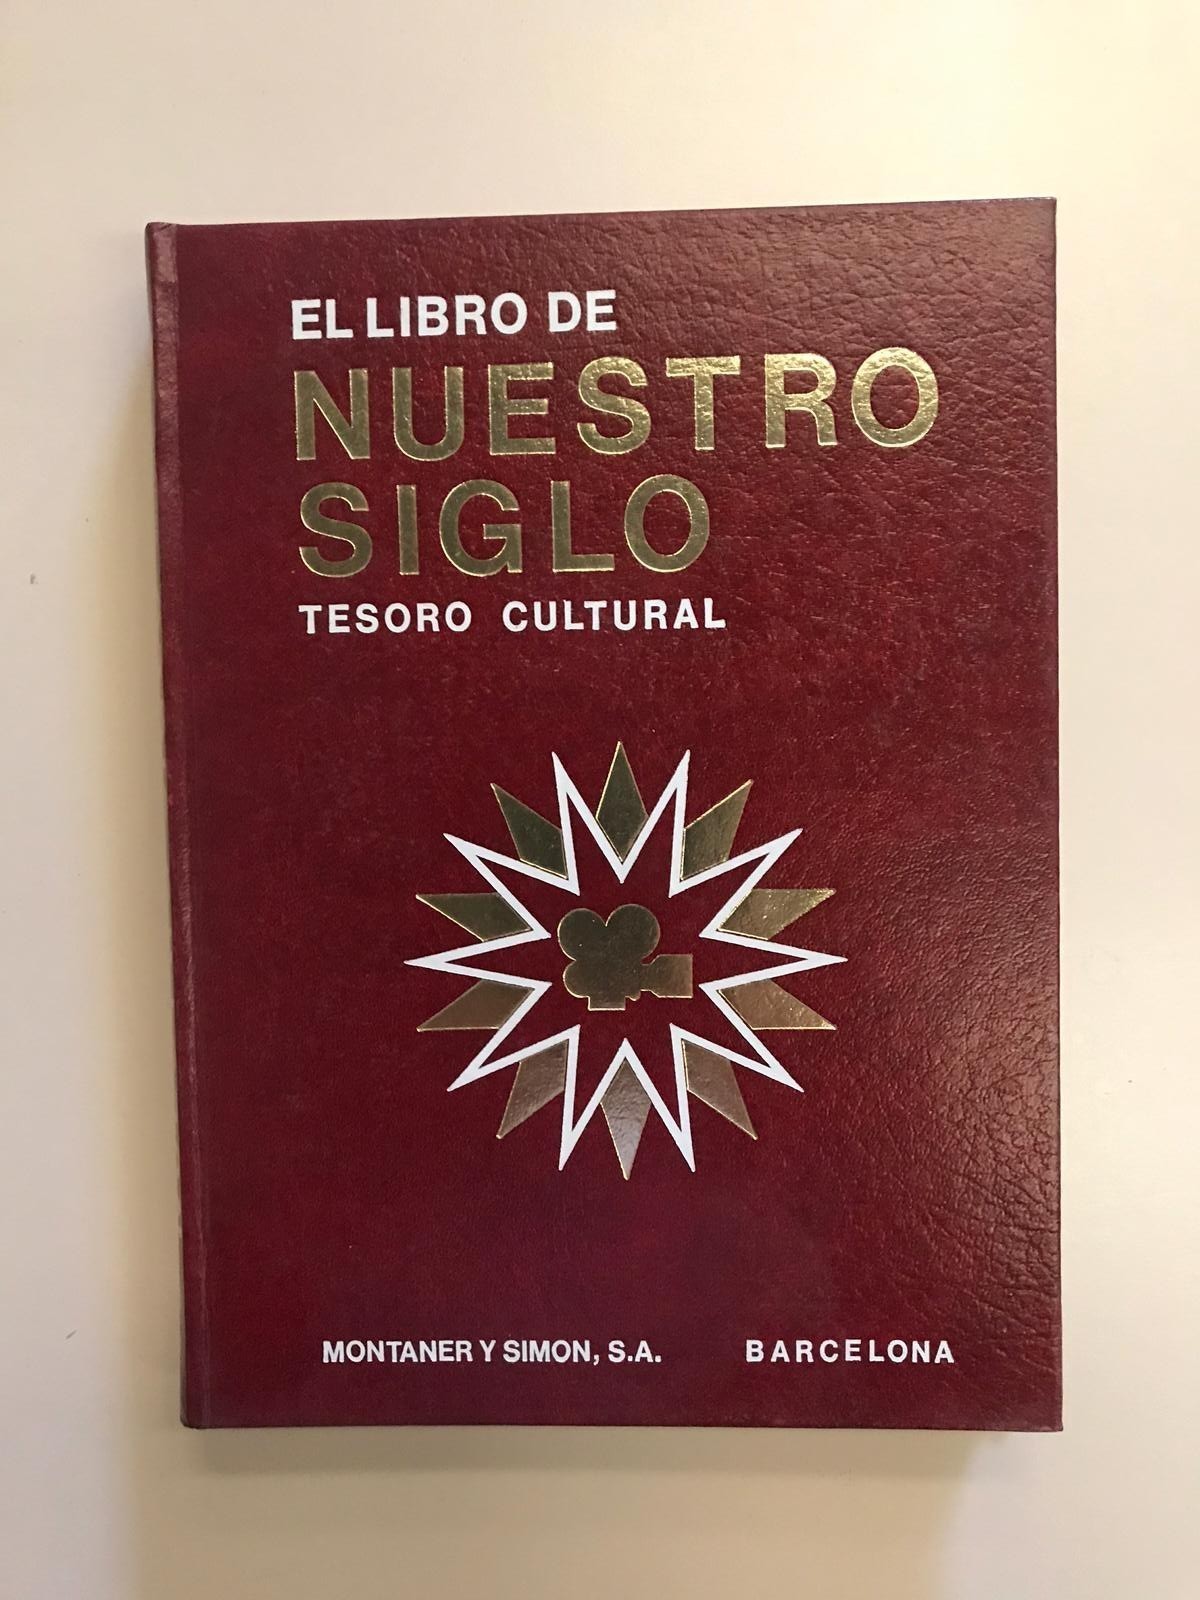 EL LIBRO DE
NUESTRO
SIGLO
TESORO CULTURAL
MONTANER Y SIMON, S.A. BARCELONA